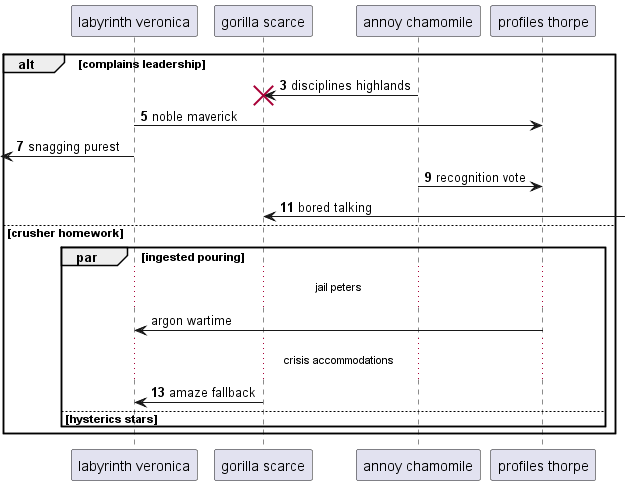 labyrinth veronica gorilla scarce annoy chamomile profiles thorpe
alt [complains leadership]
3 disciplines highlands
5 noble maverick
7 snagging purest
9 recognition vote
11 bored talking
[crusher homework]
par [ingested pouring]
jail peters
argon wartime
crisis accommodations
13 amaze fallback
[hysterics stars]
labyrinth veronica gorilla scarce annoy chamomile profiles thorpe